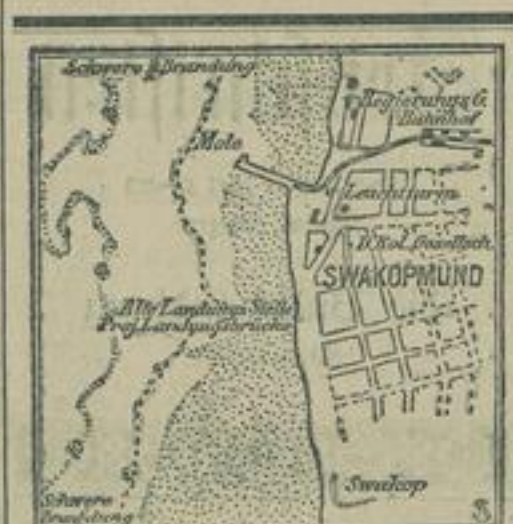 Schwere Brandung
Regierungs G.
Bahnhof
Mole
Leuchtturm
D. Kol. Gesellsch.
SWAKOPMUND
Alte Landungs Stelle
Proj. Landungsbrücke
Swakop
Schwere
Brandung